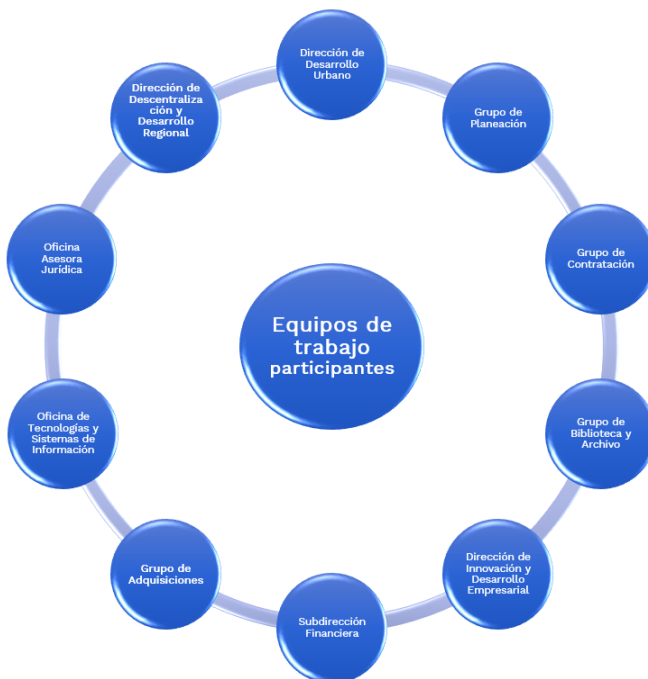 Dirección de
Desarrollo
Urbano
Grupo de
Planeación
Grupo de
Contratación
Grupo de
Biblioteca y
Archivo
Dirección de
Innovación y
Desarrollo
Empresarial
Subdirección
Financiera
Grupo de
Adquisiciones
Oficina de
Tecnologías y
Sistemas de
Información
Oficina
Asesora
Jurídica
Dirección de
Descentraliza
ción y
Desarrollo
Regional
Equipos de
trabajo
participantes